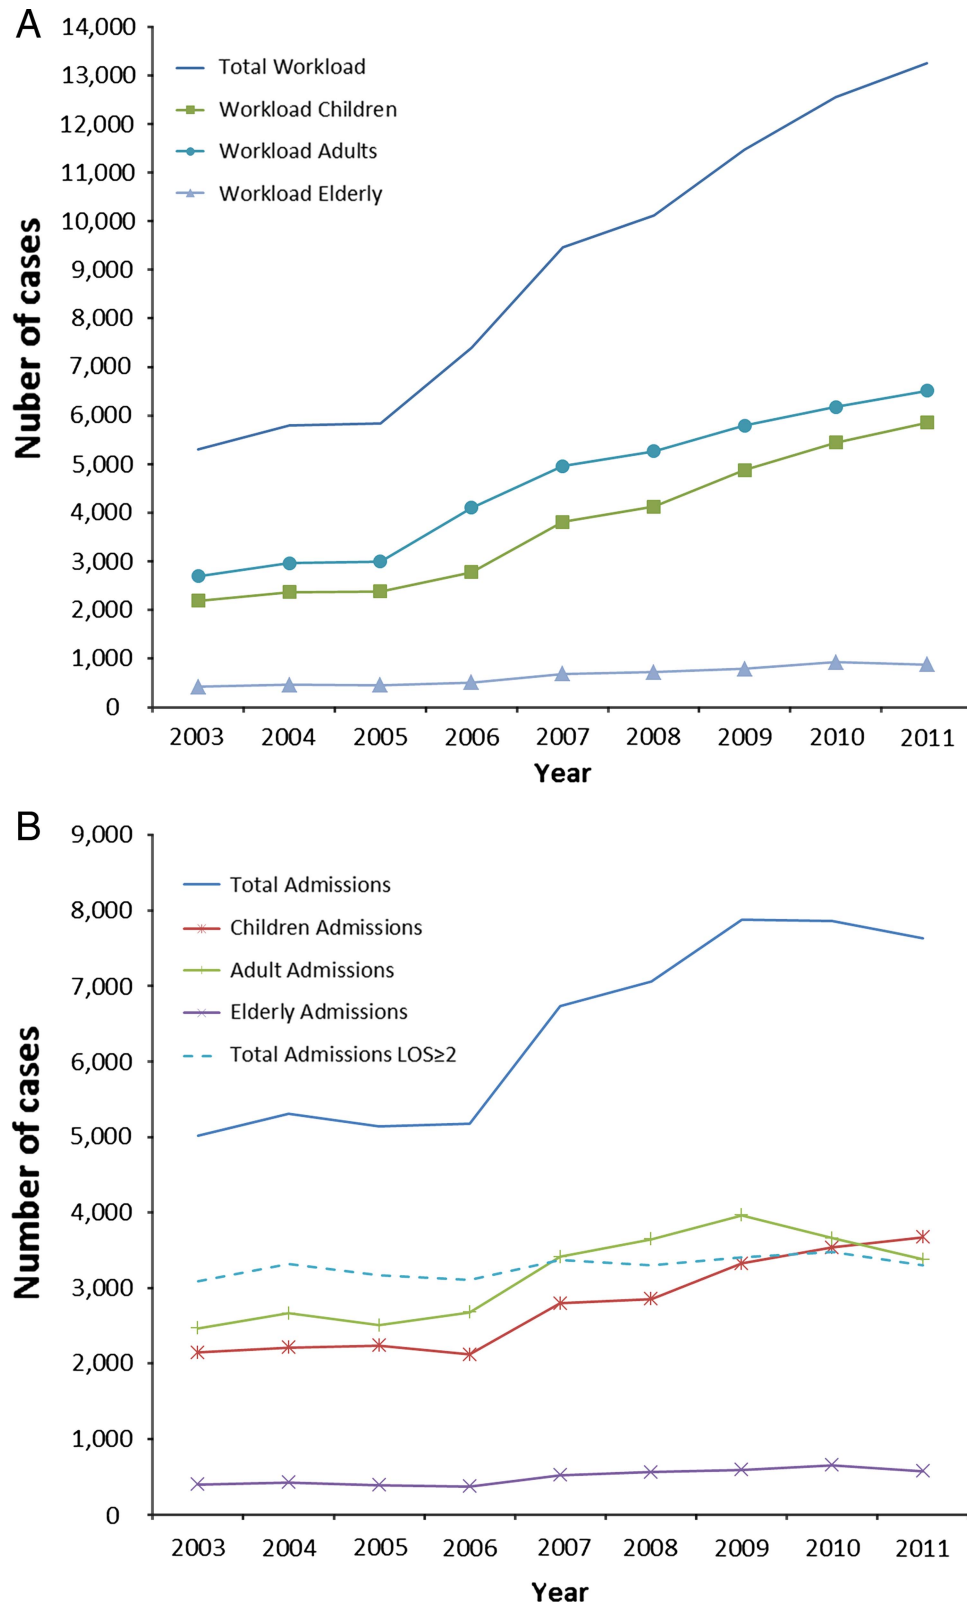 A
14,000
13,000
12,000
11,000
10,000
9,000
8,000
7,000
6,000
5,000
4,000
3,000
2,000
1,000
0
Nuber of cases
Total Workload
Workload Children
Workload Adults
Workload Elderly
2003 2004 2005 2006 2007 2008 2009 2010 2011
Year
B
9,000
8,000
7,000
6,000
5,000
4,000
3,000
2,000
1,000
0
Number of cases
Total Admissions
Children Admissions
Adult Admissions
Elderly Admissions
Total Admissions LOS≥2
2003 2004 2005 2006 2007 2008 2009 2010 2011
Year